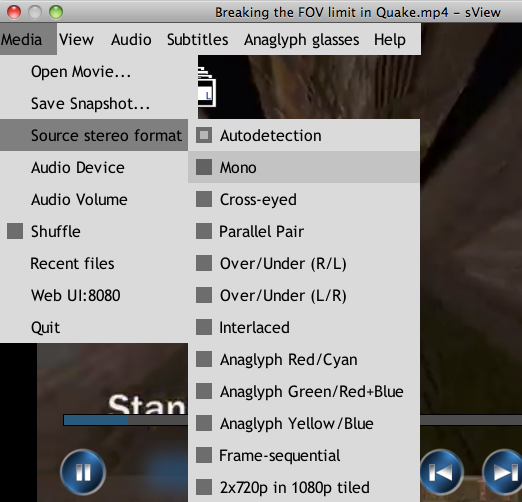 Breaking the FOV limit in Quake.mp4 – sView
Media View Audio Subtitles Anaglyph glasses Help
Open Movie...
Save Snapshot...
L
Source stereo format
Autodetection
Audio Device
Mono
Audio Volume
Cross-eyed
Shuffle
Parallel Pair
Recent files
Over/Under (R/L)
Web UI:8080
Over/Under (L/R)
Quit
Interlaced
Anaglyph Red/Cyan
Anaglyph Green/Red+Blue
Stan
Anaglyph Yellow/Blue
Frame-sequential
2x720p in 1080p tiled